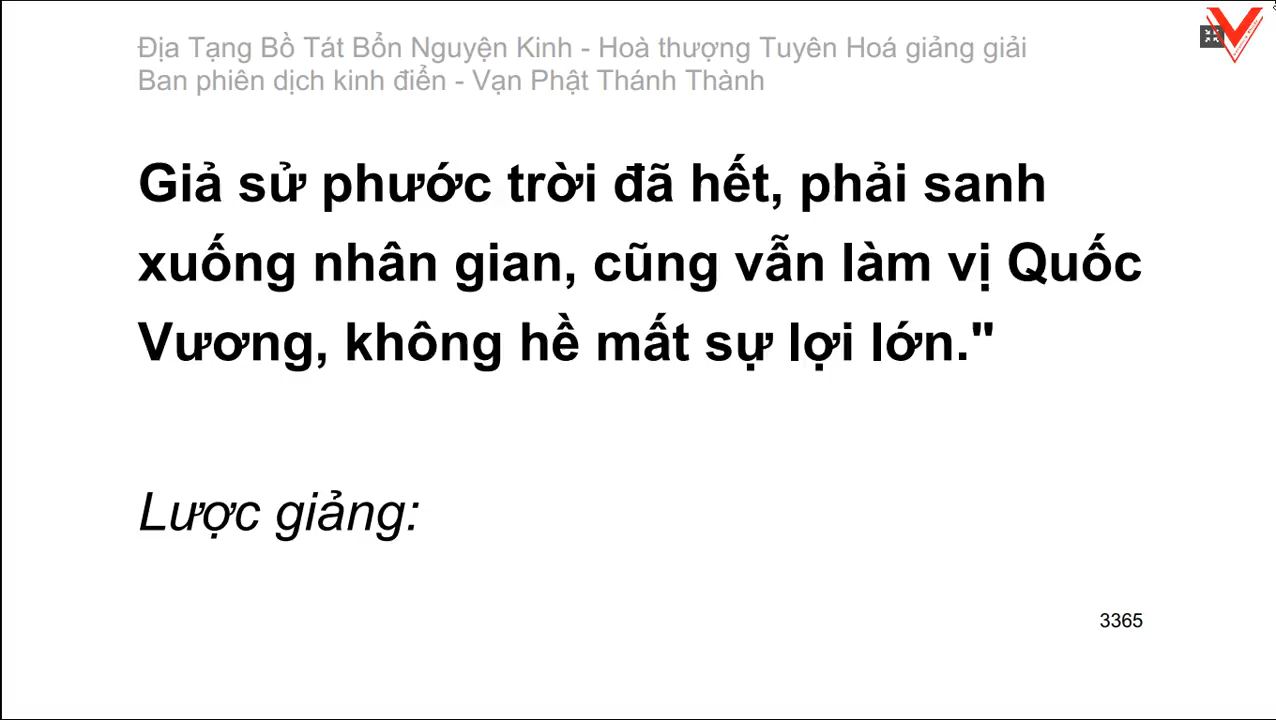 Địa Tạng Bồ Tát Bổn Nguyện Kinh - Hoà thượng Tuyên Hoá giảng giải
Ban phiên dịch kinh điển - Vạn Phật Thánh Thành
Giả sử phước trời đã hết, phải sanh
xuống nhân gian, cũng vẫn làm vị Quốc
Vương, không hề mất sự lợi lớn."
Lược giảng:
3365